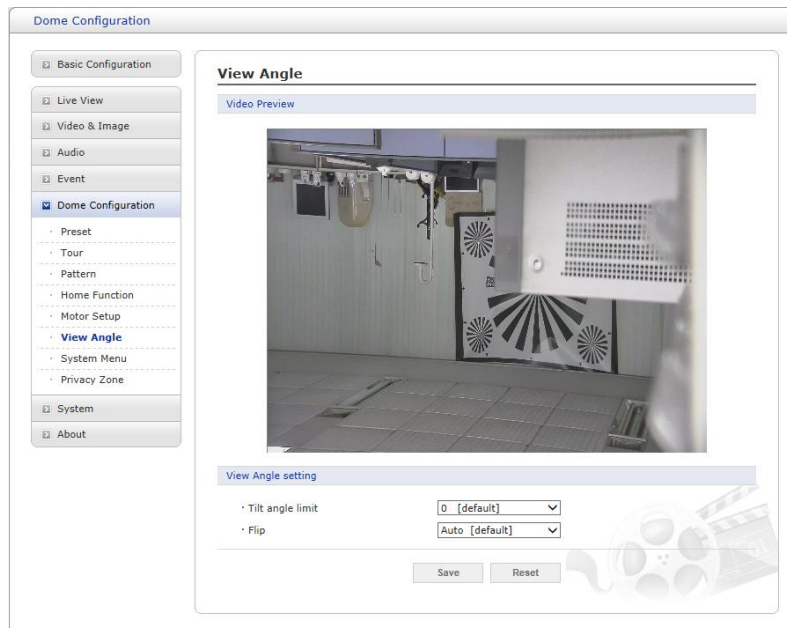 Dome Configuration
Basic Configuration
Live View
Video & Image
Audio
Event
Dome Configuration
Preset
Tour
Pattern
Home Function
Motor Setup
View Angle
System Menu
Privacy Zone
System
About
View Angle
Video Preview
View Angle setting
· Tilt angle limit 0 [default]
· Flip Auto [default]
Save Reset